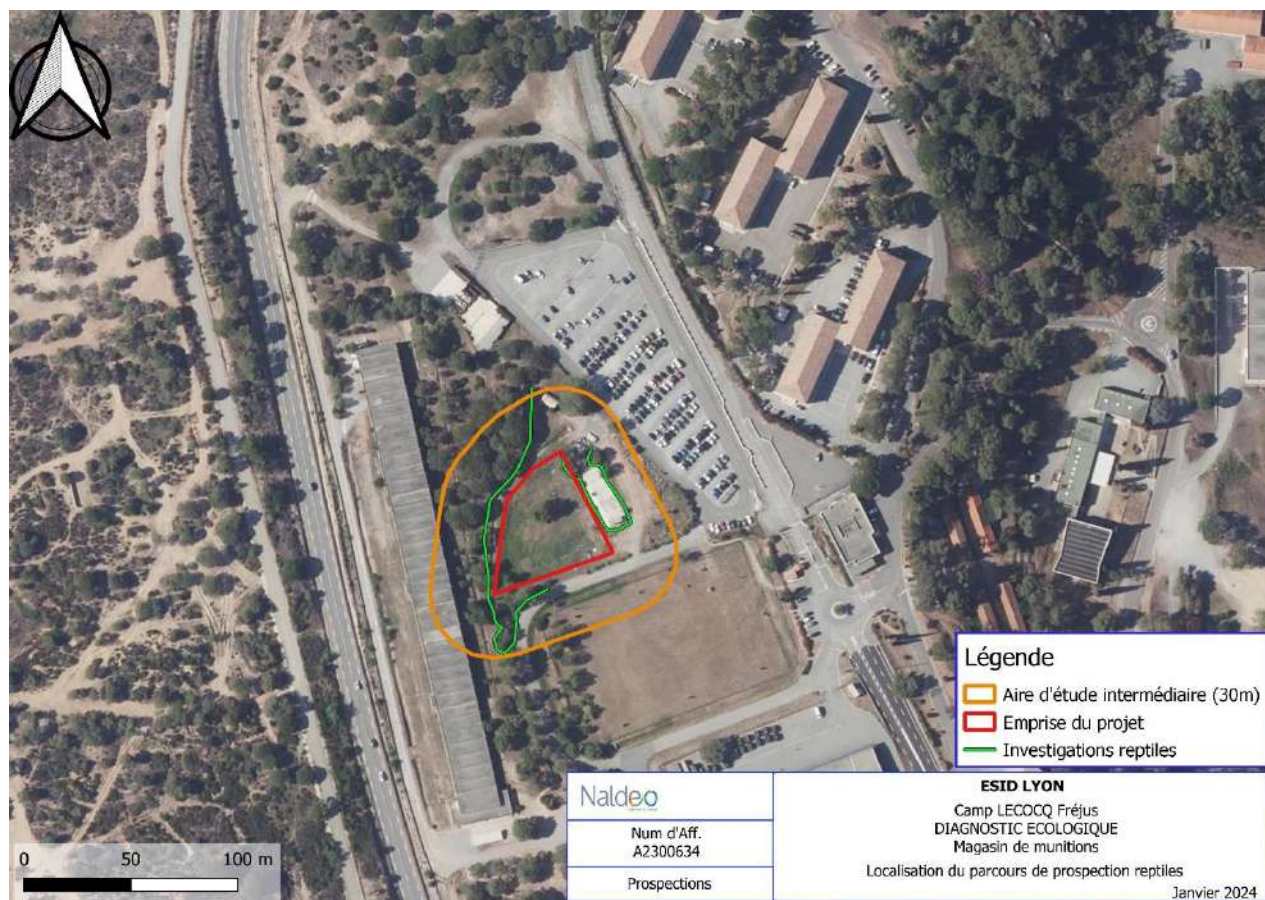 Légende
Aire d'étude intermédiaire (30m)
Emprise du projet
Investigations reptiles
Naldeo
Num d'Aff.
A2300634
Prospections
ESID LYON
Camp LECOCQ Fréjus
DIAGNOSTIC ECOLOGIQUE
Magasin de munitions
Localisation du parcours de prospection reptiles
Janvier 2024
0 50 100 m